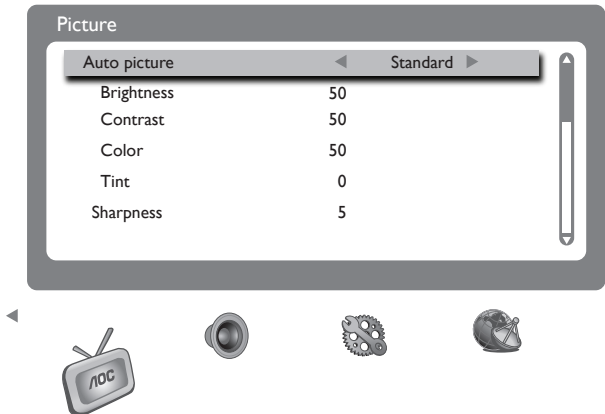 Picture
Auto picture Standard
Brightness 50
Contrast 50
Color 50
Tint 0
Sharpness 5
AOC